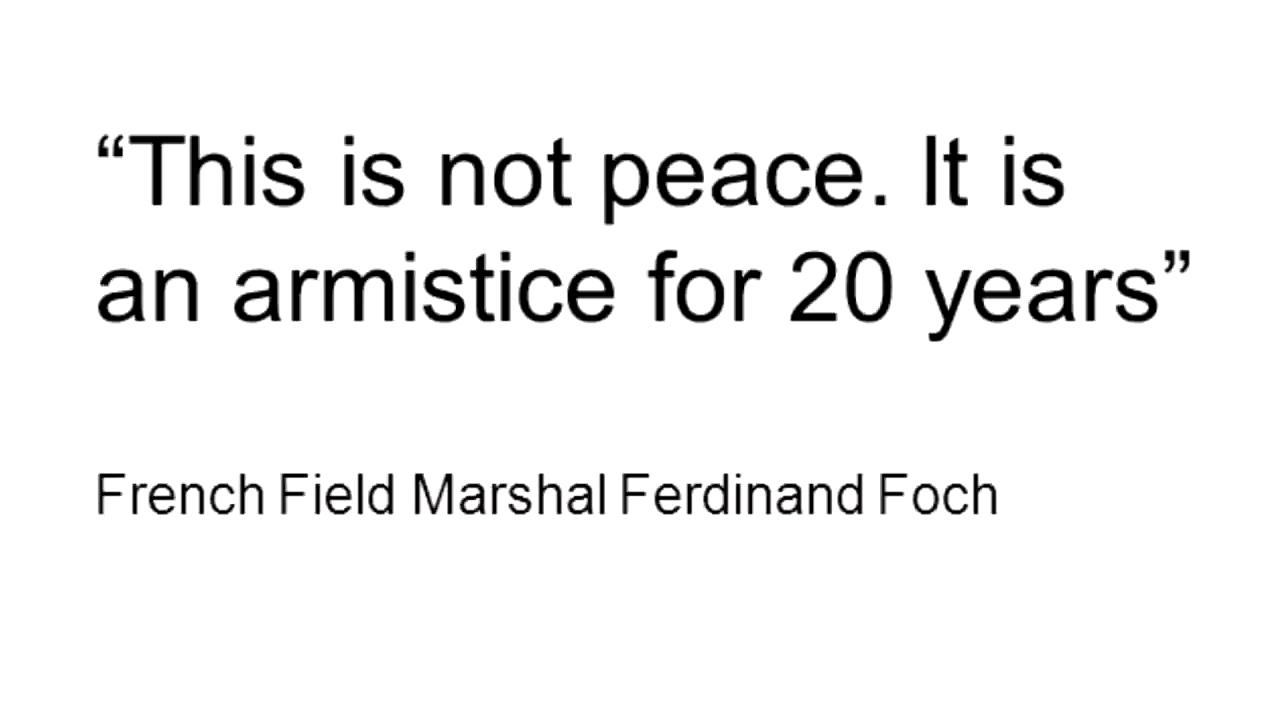 “This is not peace. It is
an armistice for 20 years”
French Field Marshal Ferdinand Foch